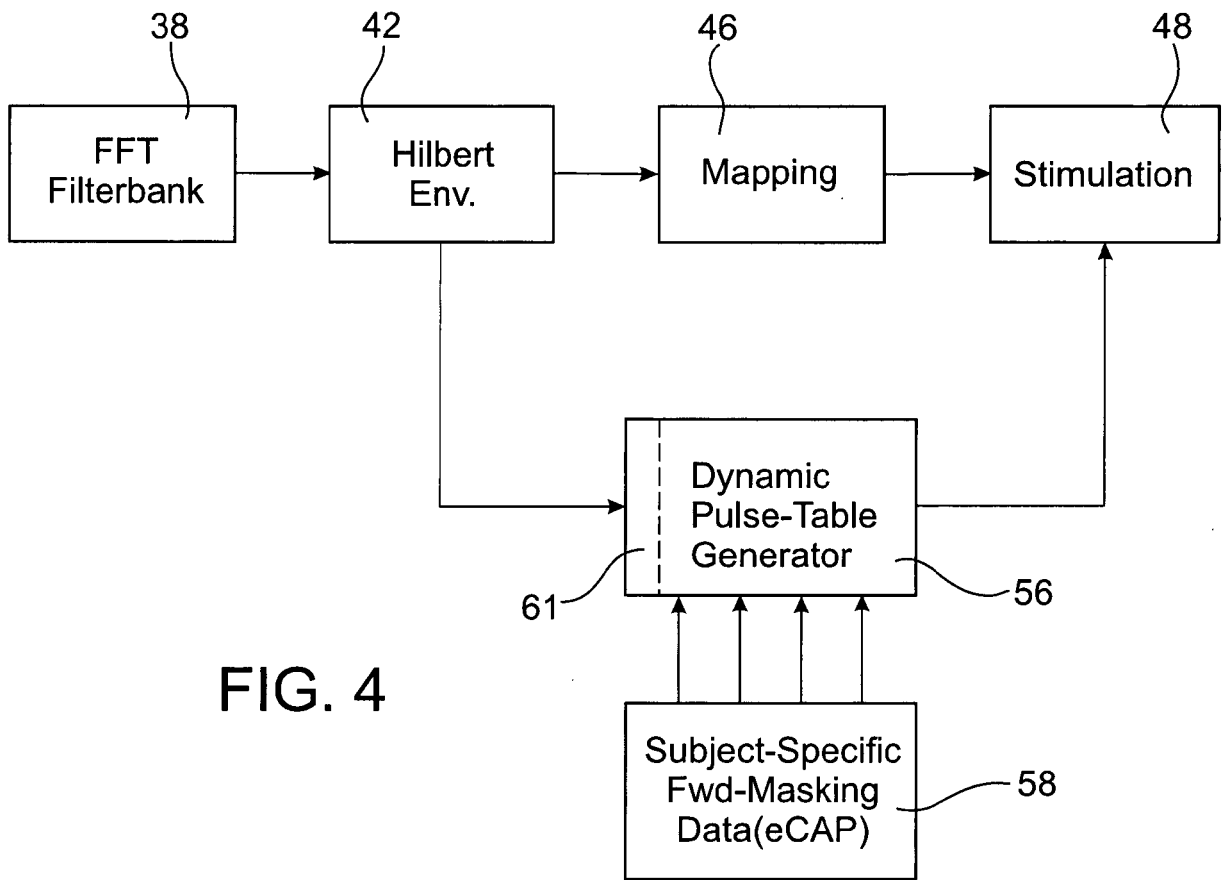 38
42
46
48
FFT
Filterbank
Hilbert
Env.
Mapping
Stimulation
Dynamic
Pulse-Table
Generator
61
56
FIG. 4
Subject-Specific
Fwd-Masking
Data(eCAP)
58